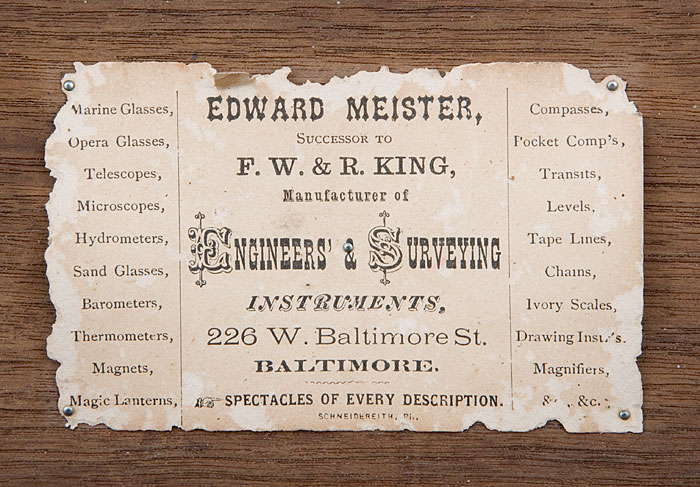 Marine Glasses,
Opera Glasses,
Telescopes,
Microscopes,
Hydrometers,
Sand Glasses,
Barometers,
Thermometers,
Magnets,
Magic Lanterns,
EDWARD MEISTER,
SUCCESSOR TO
F. W. & R. KING,
Manufacturer of
ENGINEERS' & SURVEYING
INSTRUMENTS,
226 W. Baltimore St.
BALTIMORE.
SPECTACLES OF EVERY DESCRIPTION.
SCHNEIDEREITH, Pr.,
Compasses,
Pocket Comp's,
Transits,
Levels,
Tape Lines,
Chains,
Ivory Scales,
Drawing Inst.'s.
Magnifiers,
&c.